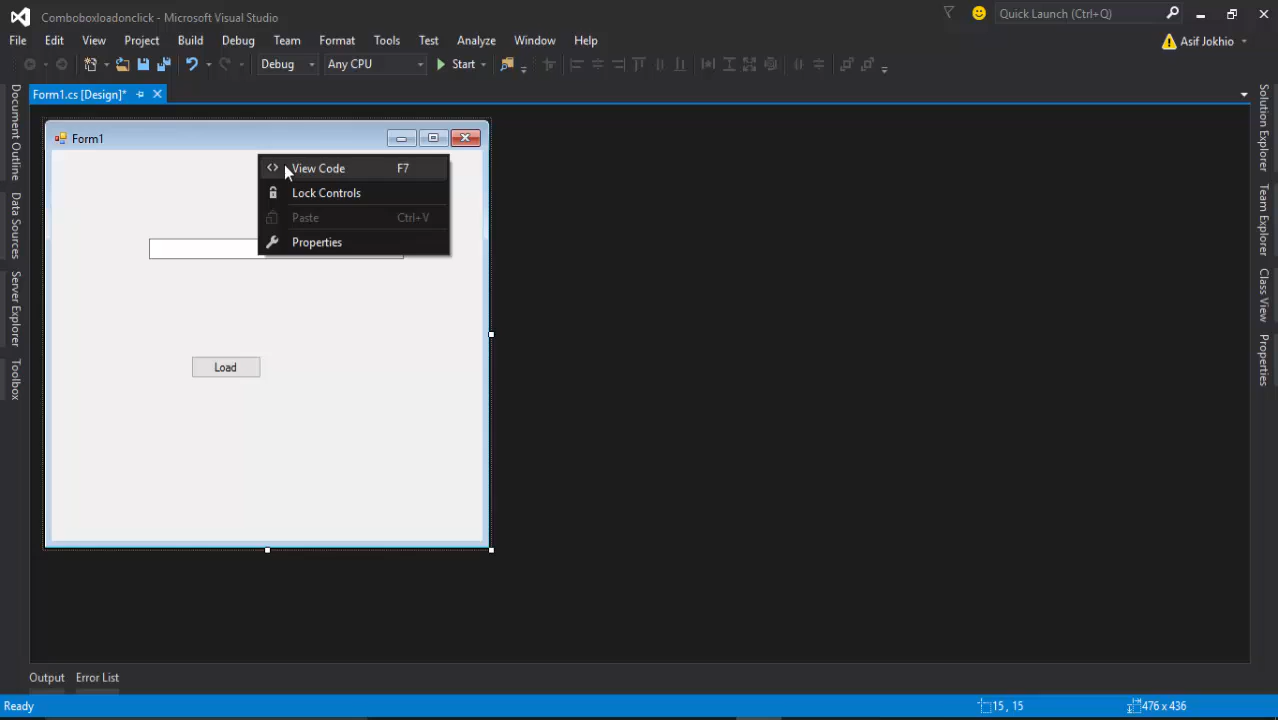 Comboboxloadonclick - Microsoft Visual Studio
Quick Launch (Ctrl+Q)
File Edit View Project Build Debug Team Format Tools Test Analyze Window Help
Asif Jokhio
Debug Any CPU Start
Form1.cs [Design]*
Document Outline
Data Sources
Server Explorer
Toolbox
Form1
View Code F7
Lock Controls
Paste Ctrl+V
Properties
Load
Solution Explorer
Team Explorer
Class View
Properties
Output Error List
Ready
15 , 15
476 x 436